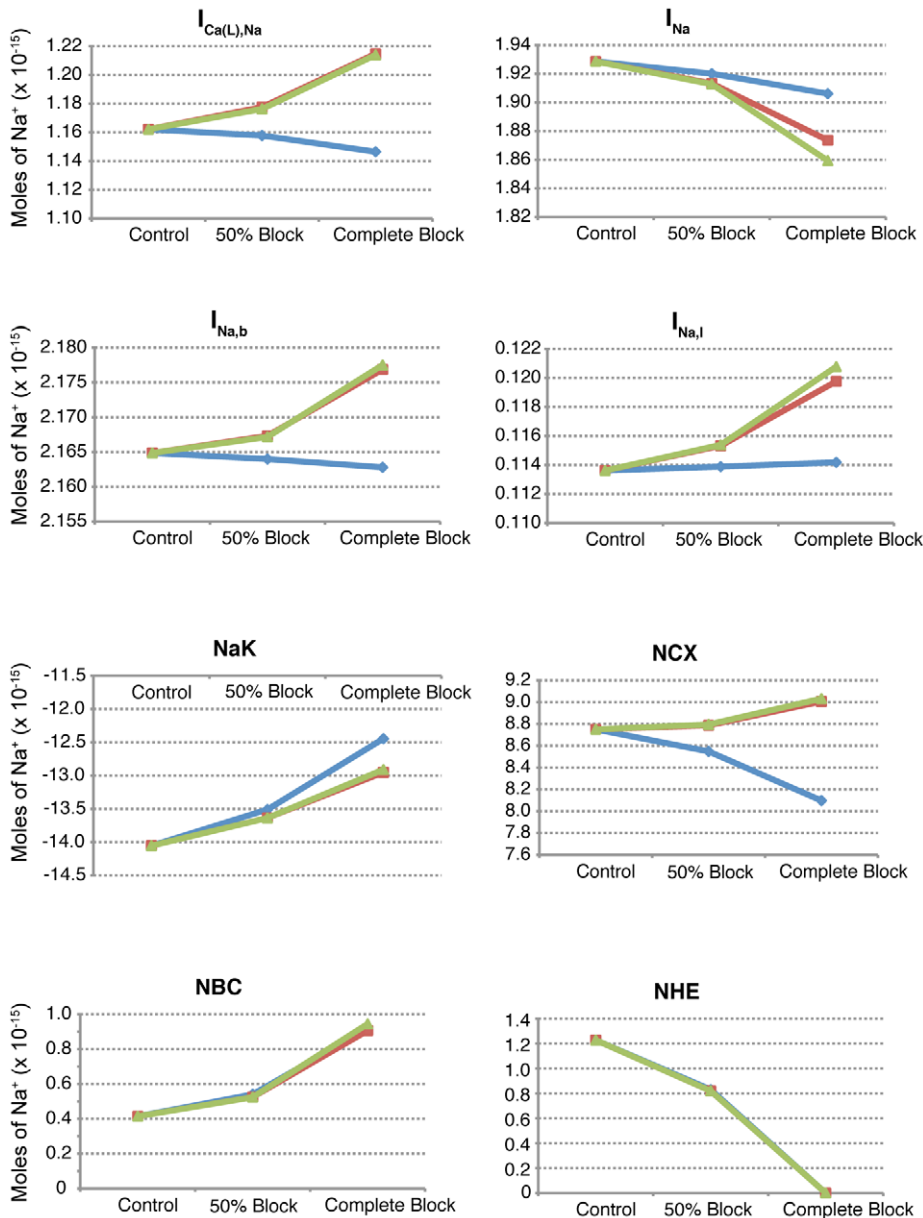 I_Ca(L),Na
Moles of Na⁺ (x 10⁻¹⁵)
1.22
1.20
1.18
1.16
1.14
1.12
1.10
Control 50% Block Complete Block
I_Na
1.94
1.92
1.90
1.88
1.86
1.84
1.82
Control 50% Block Complete Block
I_Na,b
Moles of Na⁺ (x 10⁻¹⁵)
2.180
2.175
2.170
2.165
2.160
2.155
Control 50% Block Complete Block
I_Na,l
0.122
0.120
0.118
0.116
0.114
0.112
0.110
Control 50% Block Complete Block
NaK
Moles of Na⁺ (x 10⁻¹⁵)
-11.5
-12.0
-12.5
-13.0
-13.5
-14.0
-14.5
Control 50% Block Complete Block
NCX
9.2
9.0
8.8
8.6
8.4
8.2
8.0
7.8
7.6
Control 50% Block Complete Block
NBC
Moles of Na⁺ (x 10⁻¹⁵)
1.0
0.8
0.6
0.4
0.2
0
Control 50% Block Complete Block
NHE
1.4
1.2
1.0
0.8
0.6
0.4
0.2
0
Control 50% Block Complete Block